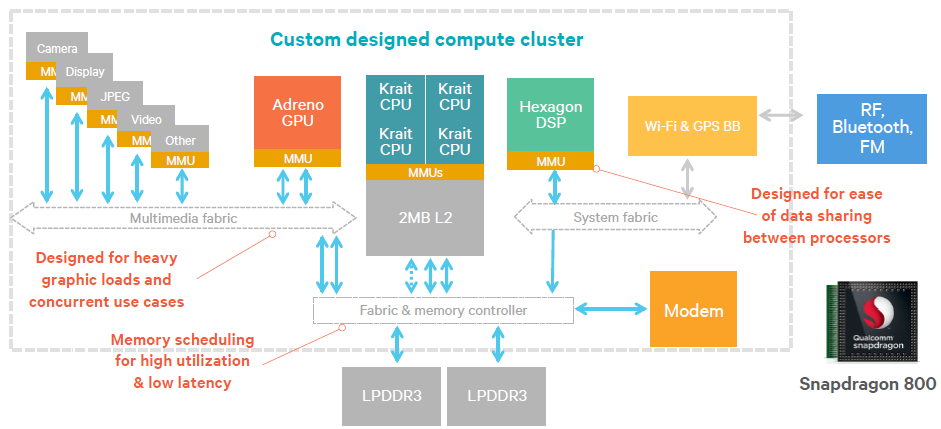 Custom designed compute cluster
Camera
MMU
Display
MMU
JPEG
MMU
Video
MMU
Other
MMU
Adreno
GPU
MMU
Krait
CPU
Krait
CPU
Krait
CPU
Krait
CPU
MMUs
2MB L2
Hexagon
DSP
MMU
Wi-Fi & GPS BB
RF,
Bluetooth,
FM
Multimedia fabric
System fabric
Designed for ease
of data sharing
between processors
Designed for heavy
graphic loads and
concurrent use cases
Fabric & memory controller
Modem
Memory scheduling
for high utilization
& low latency
LPDDR3
LPDDR3
Qualcomm
snapdragon
Snapdragon 800